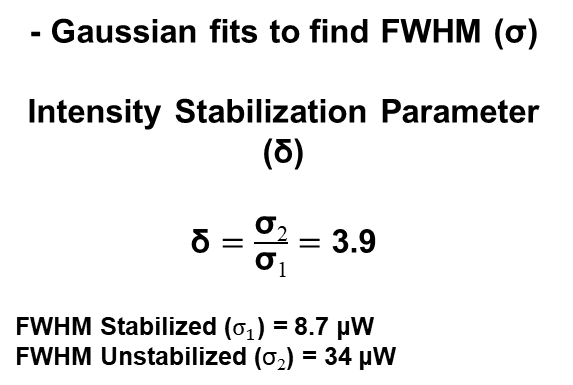 - Gaussian fits to find FWHM (σ)
Intensity Stabilization Parameter
(δ)
δ = σ₂/σ₁ = 3.9
FWHM Stabilized (σ₁) = 8.7 µW
FWHM Unstabilized (σ₂) = 34 µW